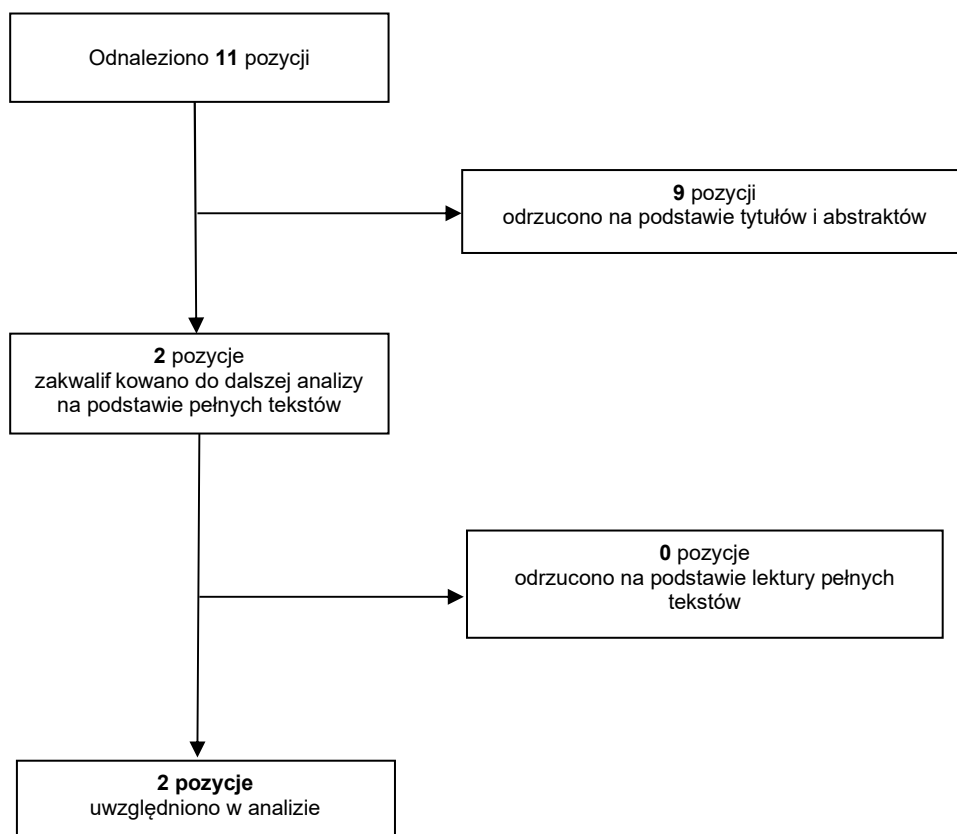 Odnaleziono 11 pozycji
9 pozycji
odrzucono na podstawie tytułów i abstraktów
2 pozycje
zakwalif kowano do dalszej analizy
na podstawie pełnych tekstów
0 pozycje
odrzucono na podstawie lektury pełnych
tekstów
2 pozycje
uwzględniono w analizie